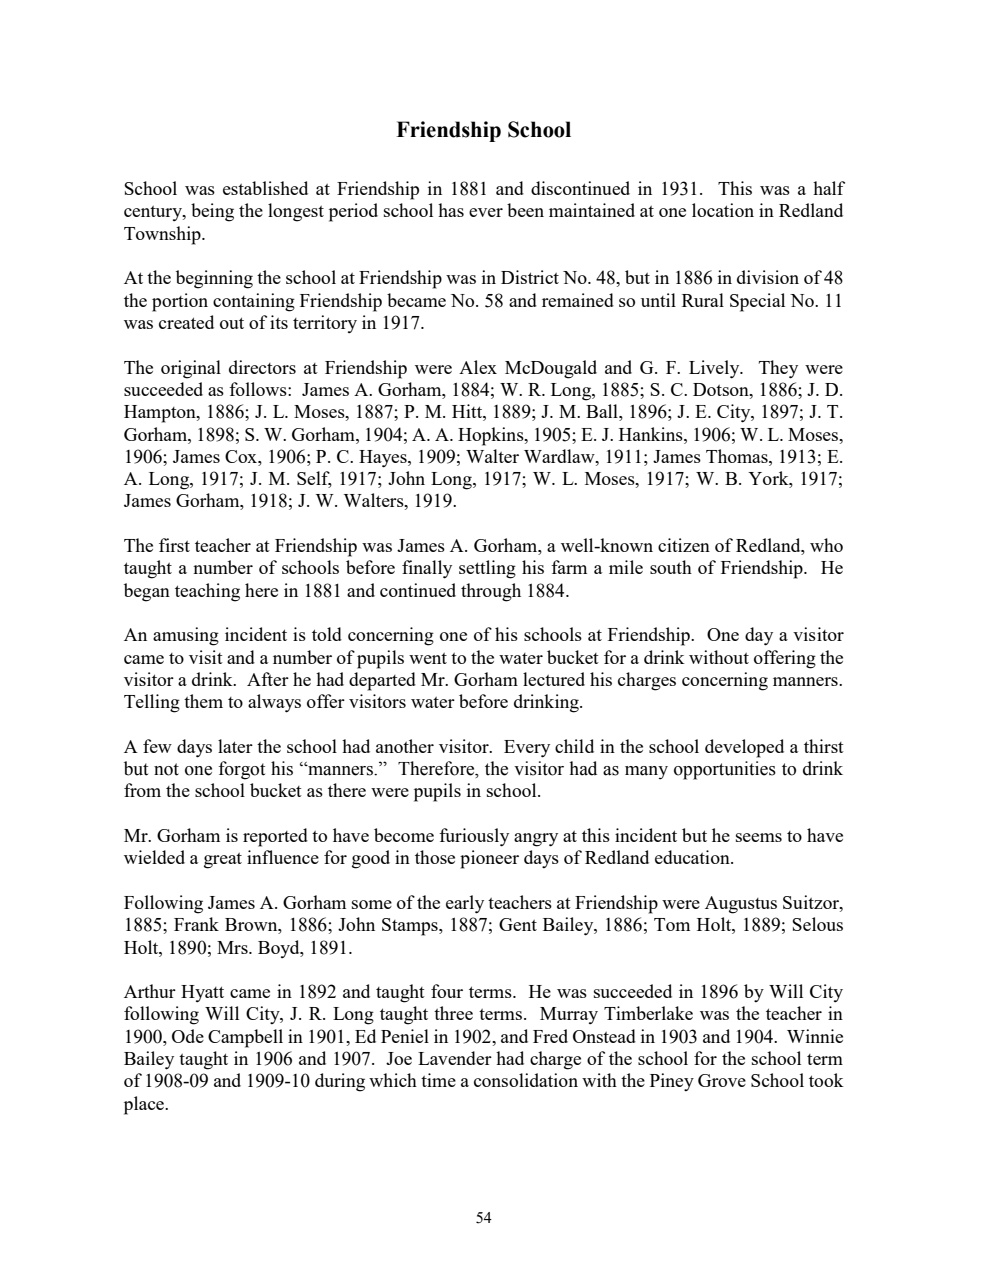 Friendship School
School was established at Friendship in 1881 and discontinued in 1931.  This was a half
century, being the longest period school has ever been maintained at one location in Redland
Township.
At the beginning the school at Friendship was in District No. 48, but in 1886 in division of 48
the portion containing Friendship became No. 58 and remained so until Rural Special No. 11
was created out of its territory in 1917.
The original directors at Friendship were Alex McDougald and G. F. Lively.  They were
succeeded as follows:  James A. Gorham, 1884; W. R. Long, 1885; S. C. Dotson, 1886; J. D.
Hampton, 1886; J. L. Moses, 1887; P. M. Hitt, 1889; J. M. Ball, 1896; J. E. City, 1897; J. T.
Gorham, 1898; S. W. Gorham, 1904; A. A. Hopkins, 1905; E. J. Hankins, 1906; W. L. Moses,
1906; James Cox, 1906; P. C. Hayes, 1909; Walter Wardlaw, 1911; James Thomas, 1913; E.
A. Long, 1917; J. M. Self, 1917; John Long, 1917; W. L. Moses, 1917; W. B. York, 1917;
James Gorham, 1918; J. W. Walters, 1919.
The first teacher at Friendship was James A. Gorham, a well-known citizen of Redland, who
taught a number of schools before finally settling his farm a mile south of Friendship.  He
began teaching here in 1881 and continued through 1884.
An amusing incident is told concerning one of his schools at Friendship.  One day a visitor
came to visit and a number of pupils went to the water bucket for a drink without offering the
visitor a drink.  After he had departed Mr. Gorham lectured his charges concerning manners.
Telling them to always offer visitors water before drinking.
A few days later the school had another visitor.  Every child in the school developed a thirst
but not one forgot his “manners.”  Therefore, the visitor had as many opportunities to drink
from the school bucket as there were pupils in school.
Mr. Gorham is reported to have become furiously angry at this incident but he seems to have
wielded a great influence for good in those pioneer days of Redland education.
Following James A. Gorham some of the early teachers at Friendship were Augustus Suitzor,
1885; Frank Brown, 1886; John Stamps, 1887; Gent Bailey, 1886; Tom Holt, 1889; Selous
Holt, 1890; Mrs. Boyd, 1891.
Arthur Hyatt came in 1892 and taught four terms.  He was succeeded in 1896 by Will City
following Will City, J. R. Long taught three terms.  Murray Timberlake was the teacher in
1900, Ode Campbell in 1901, Ed Peniel in 1902, and Fred Onstead in 1903 and 1904.  Winnie
Bailey taught in 1906 and 1907.  Joe Lavender had charge of the school for the school term
of 1908-09 and 1909-10 during which time a consolidation with the Piney Grove School took
place.
54